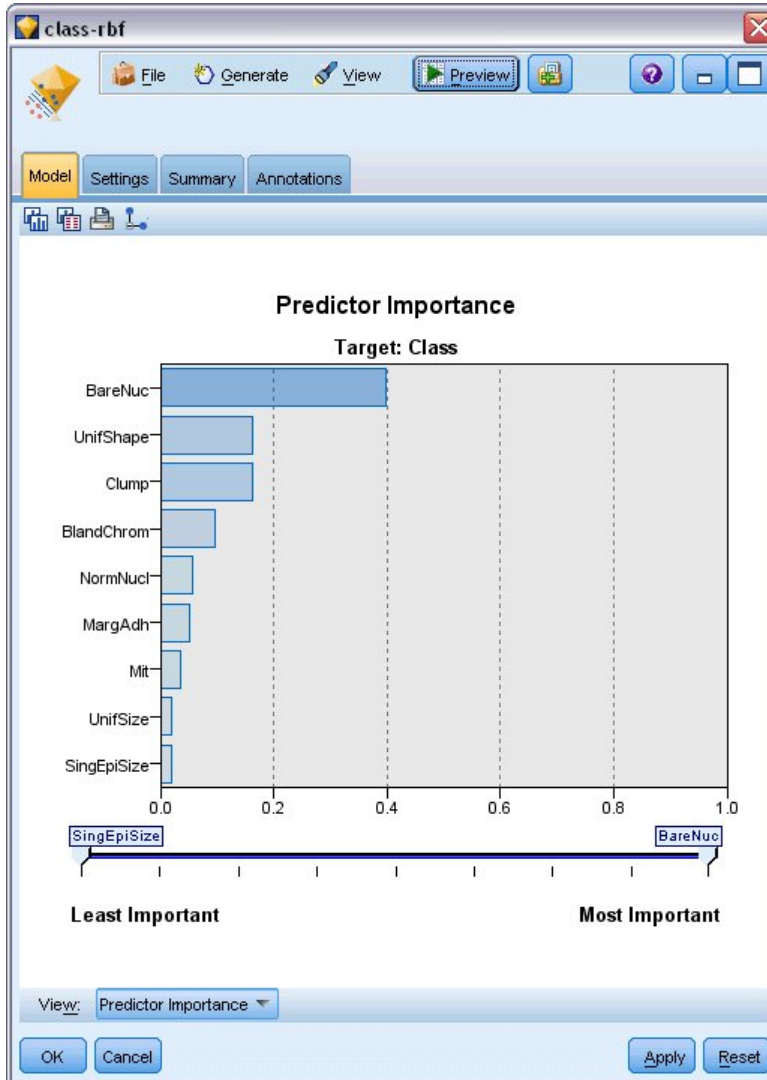 class-rbf
File Generate View Preview
Model Settings Summary Annotations
Predictor Importance
Target: Class
BareNuc
UnifShape
Clump
BlandChrom
NormNucl
MargAdh
Mit
UnifSize
SingEpiSize
0.0 0.2 0.4 0.6 0.8 1.0
SingEpiSize BareNuc
Least Important Most Important
View: Predictor Importance
OK Cancel Apply Reset